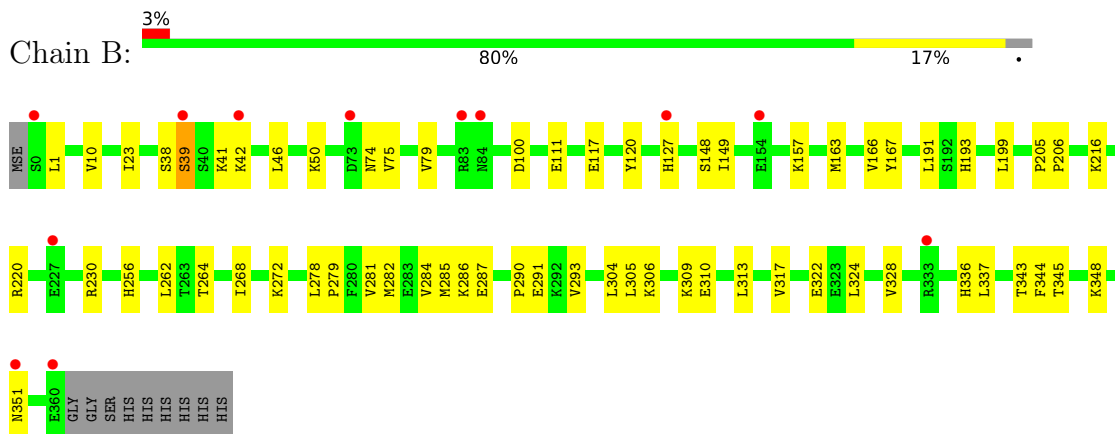 3%
Chain B:
80% 17% •
MSE S0 L1 V10 I23 S38 S39 S40 K41 K42 L46 K50 D73 N74 V75 V79 R83 N84 D100 E111 E117 Y120 H127 S148 I149 E154 K157 M163 V166 Y167 L191 S192 H193 L199 P205 P206 K216
R220 E227 R230 H256 L262 T263 T264 I268 K272 L278 P279 F280 V281 M282 E283 V284 M285 K286 E287 P290 E291 K292 V293 L304 L305 K306 K309 E310 L313 V317 E322 E323 L324 V328 R333 H336 L337 T343 F344 T345 K348
N351 E360 GLY GLY SER HIS HIS HIS HIS HIS HIS